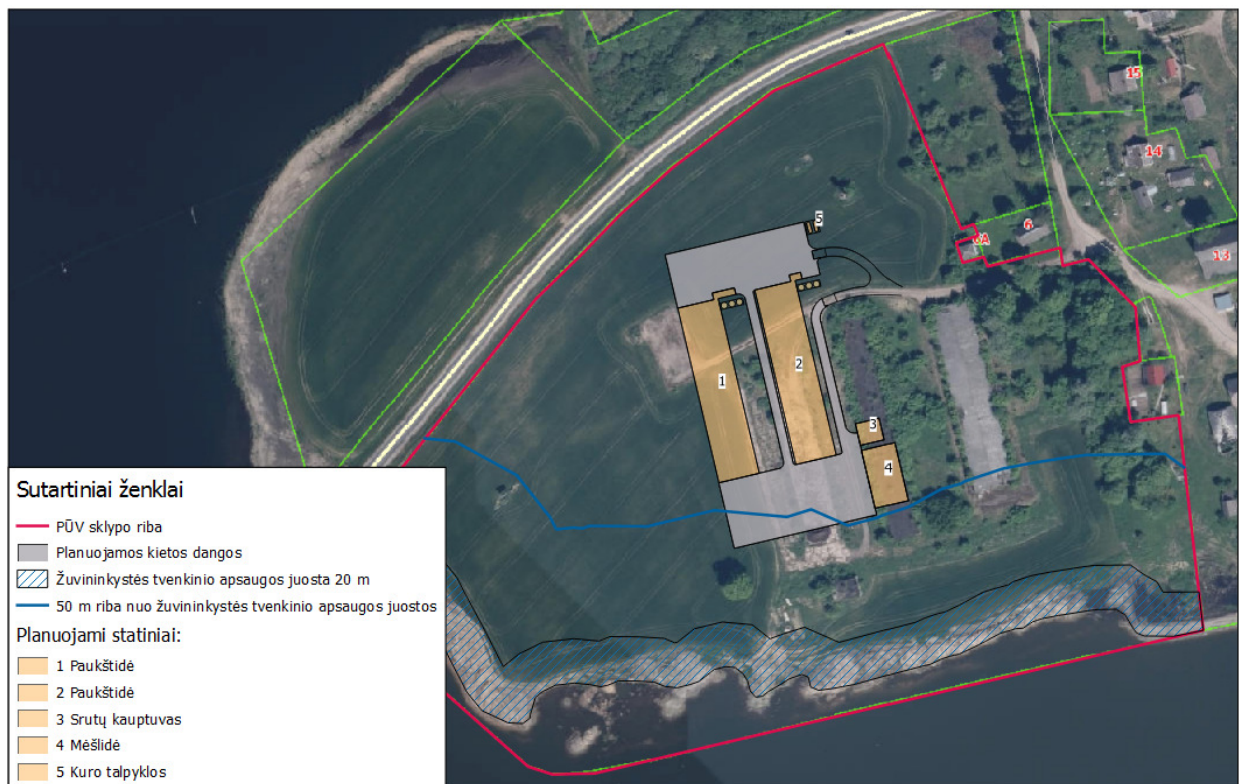 15
14
6
6A
13
5
1
2
3
4
Sutartiniai ženklai
PŪV sklypo riba
Planuojamos kietos dangos
Žuvininkystės tvenkinio apsaugos juosta 20 m
50 m riba nuo žuvininkystės tvenkinio apsaugos juostos
Planuojami statiniai:
1 Paukštidė
2 Paukštidė
3 Srutų kauptuvas
4 Mėšlidė
5 Kuro talpyklos